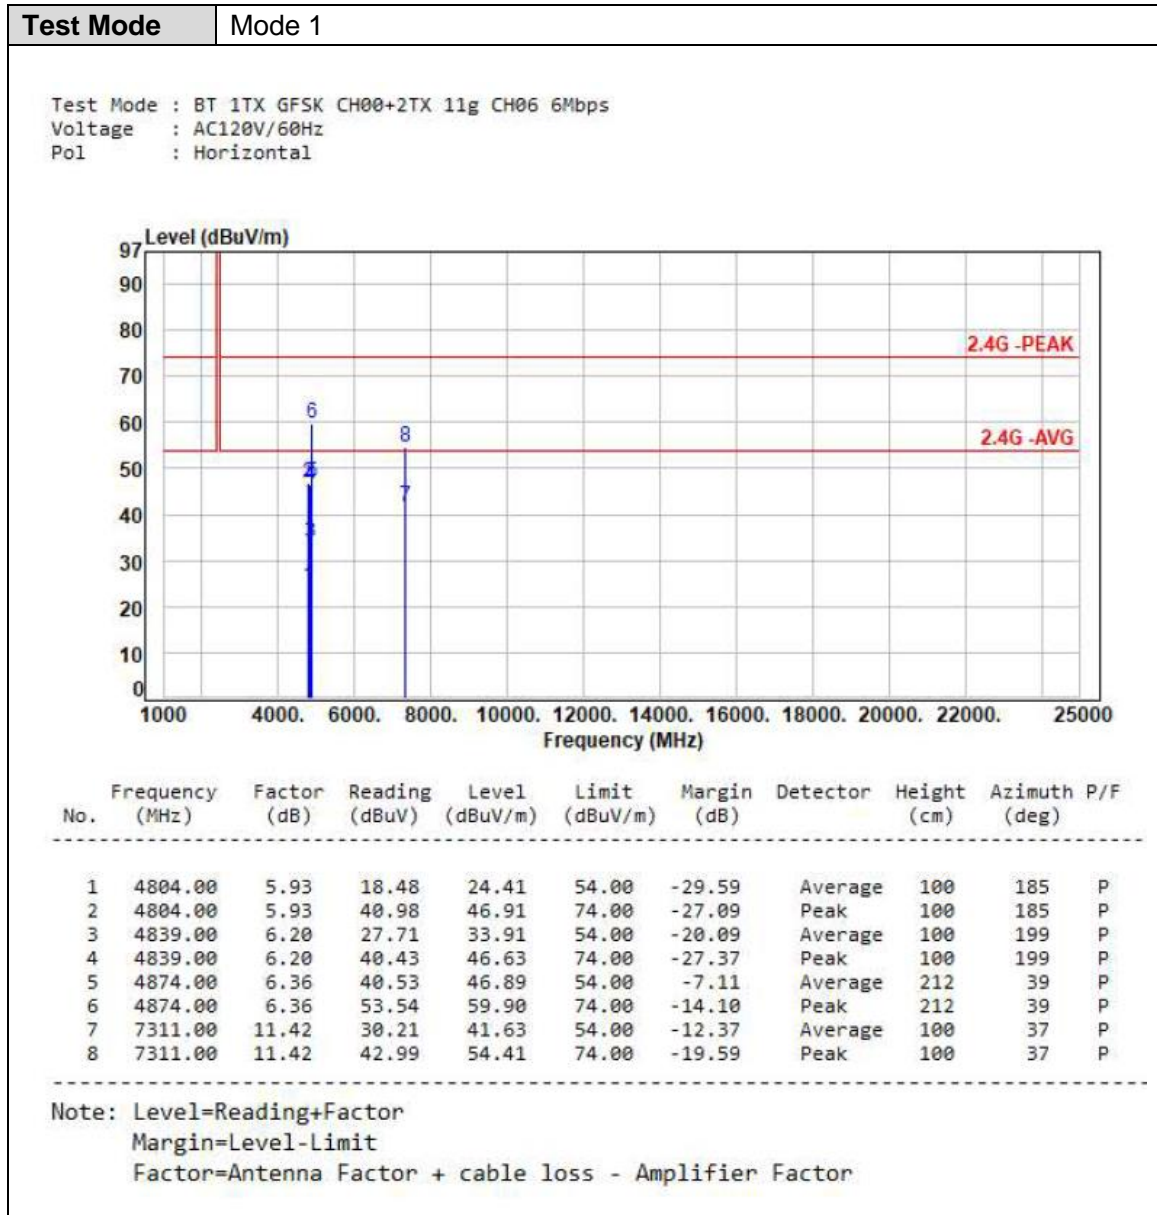 Test Mode Mode 1
Test Mode : BT 1TX GFSK CH00+2TX 11g CH06 6Mbps
Voltage : AC120V/60Hz
Pol : Horizontal
97 Level (dBuV/m)
90
80
2.4G -PEAK
70
60
6
8
2.4G -AVG
50
40
7
3
30
20
10
0
1000 4000. 6000. 8000. 10000. 12000. 14000. 16000. 18000. 20000. 22000. 25000
Frequency (MHz)
Frequency Factor Reading Level Limit Margin Detector Height Azimuth P/F
No. (MHz) (dB) (dBuV) (dBuV/m) (dBuV/m) (dB) (cm) (deg)
1 4804.00 5.93 18.48 24.41 54.00 -29.59 Average 100 185 P
2 4804.00 5.93 40.98 46.91 74.00 -27.09 Peak 100 185 P
3 4839.00 6.20 27.71 33.91 54.00 -20.09 Average 100 199 P
4 4839.00 6.20 40.43 46.63 74.00 -27.37 Peak 100 199 P
5 4874.00 6.36 40.53 46.89 54.00 -7.11 Average 212 39 P
6 4874.00 6.36 53.54 59.90 74.00 -14.10 Peak 212 39 P
7 7311.00 11.42 30.21 41.63 54.00 -12.37 Average 100 37 P
8 7311.00 11.42 42.99 54.41 74.00 -19.59 Peak 100 37 P
Note: Level=Reading+Factor
Margin=Level-Limit
Factor=Antenna Factor + cable loss - Amplifier Factor